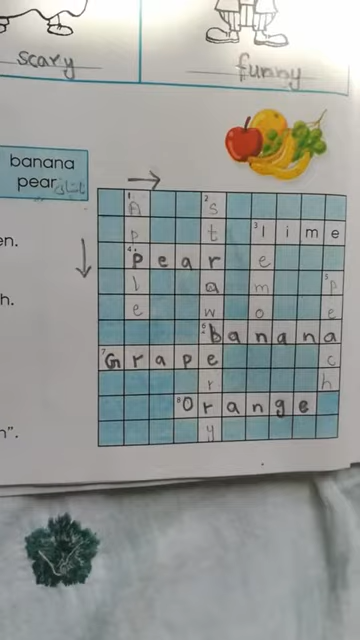 scary
funny
banana
pear
en.
h.
h".
1 A 2 s
p t 3 l i m e
4 P e a r e
l a m 5 p
e w o e
6 b a n a n a
7 G r a p e c
r h
8 O r a n g e
y